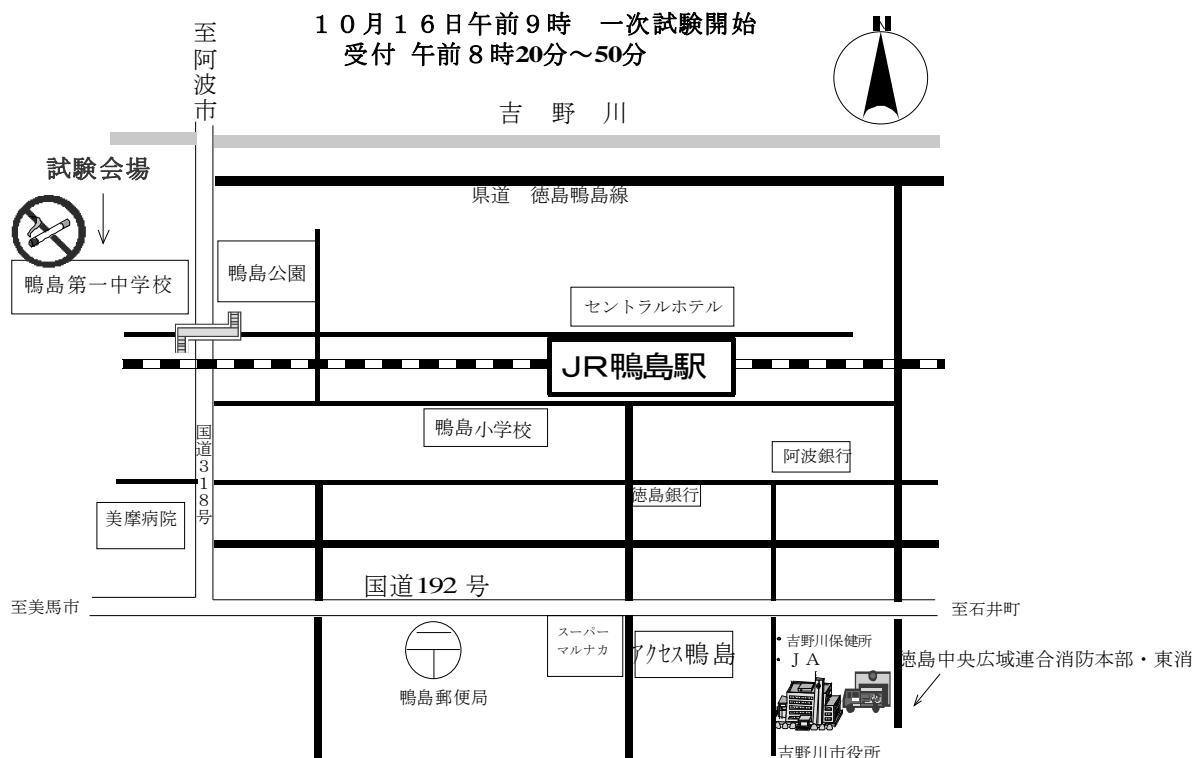 10月16日午前9時 一次試験開始
受付 午前8時20分～50分
N
至阿波市
吉野川
試験会場
県道 徳島鴨島線
鴨島第一中学校
鴨島公園
セントラルホテル
JR鴨島駅
鴨島小学校
国道318号
阿波銀行
徳島銀行
美摩病院
国道192号
至美馬市
至石井町
スーパー
マルナカ
アクセス鴨島
・吉野川保健所
・JA
徳島中央広域連合消防本部・東消
鴨島郵便局
吉野川市役所